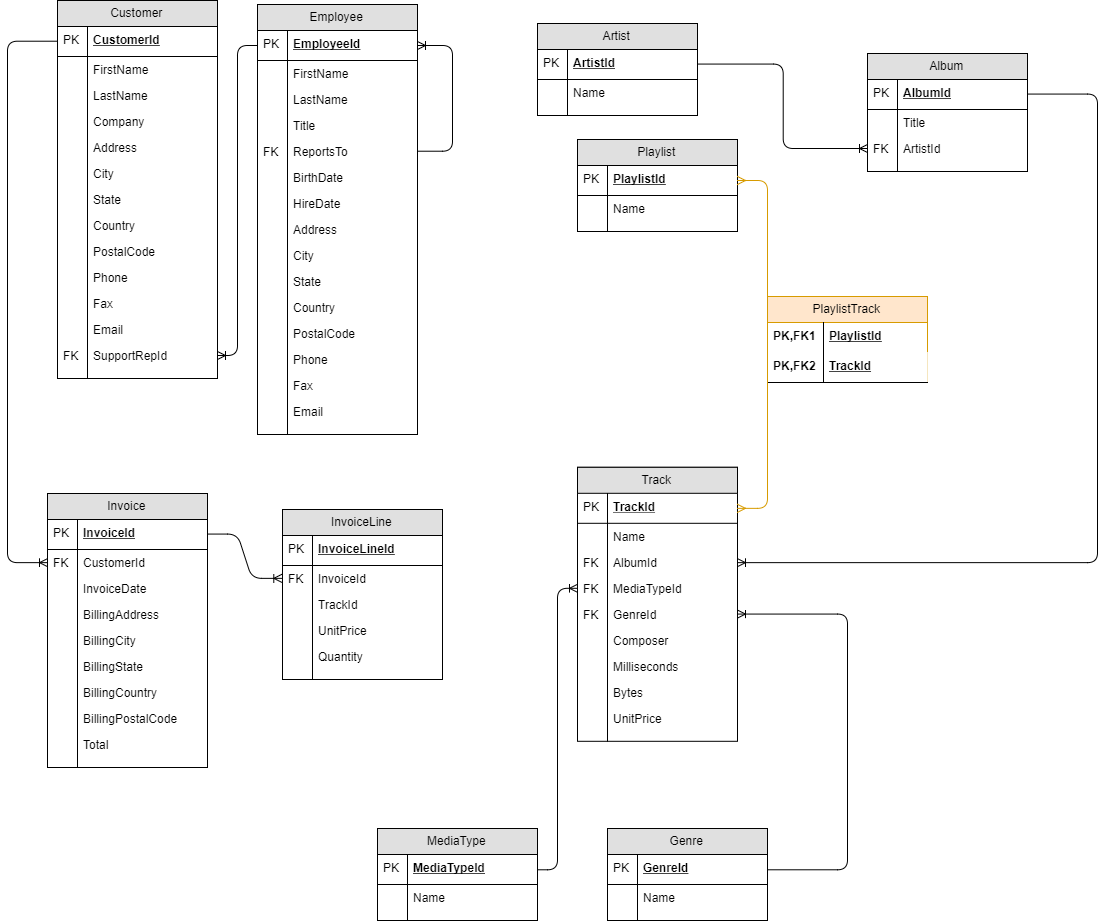 Customer
PK CustomerId
FirstName
LastName
Company
Address
City
State
Country
PostalCode
Phone
Fax
Email
FK SupportRepId
Employee
PK EmployeeId
FirstName
LastName
Title
FK ReportsTo
BirthDate
HireDate
Address
City
State
Country
PostalCode
Phone
Fax
Email
Artist
PK ArtistId
Name
Album
PK AlbumId
Title
FK ArtistId
Playlist
PK PlaylistId
Name
PlaylistTrack
PK,FK1 PlaylistId
PK,FK2 TrackId
Invoice
PK InvoiceId
FK CustomerId
InvoiceDate
BillingAddress
BillingCity
BillingState
BillingCountry
BillingPostalCode
Total
InvoiceLine
PK InvoiceLineId
FK InvoiceId
TrackId
UnitPrice
Quantity
Track
PK TrackId
Name
FK AlbumId
FK MediaTypeId
FK GenreId
Composer
Milliseconds
Bytes
UnitPrice
MediaType
PK MediaTypeId
Name
Genre
PK GenreId
Name